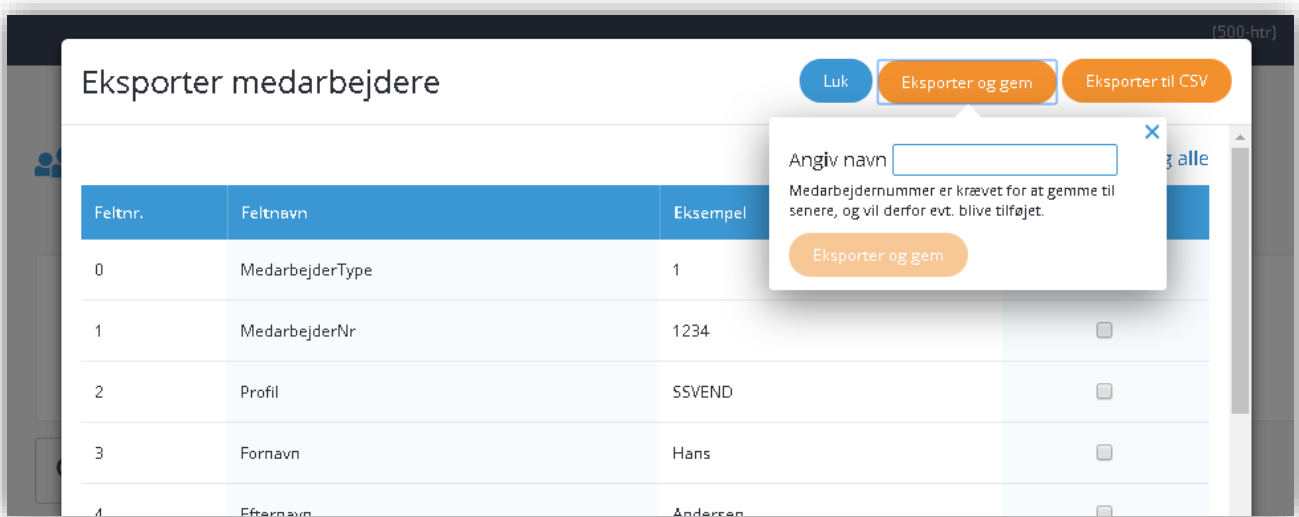 (500-htr)
Eksporter medarbejdere
Luk
Eksporter og gem
Eksporter til CSV
Angiv navn
alle
Medarbejdernummer er krævet for at gemme til
senere, og vil derfor evt. blive tilføjet.
Eksporter og gem
Feltnr. Feltnavn Eksempel
0 MedarbejderType 1
1 MedarbejderNr 1234
2 Profil SSVEND
3 Fornavn Hans
4 Efternavn Andersen